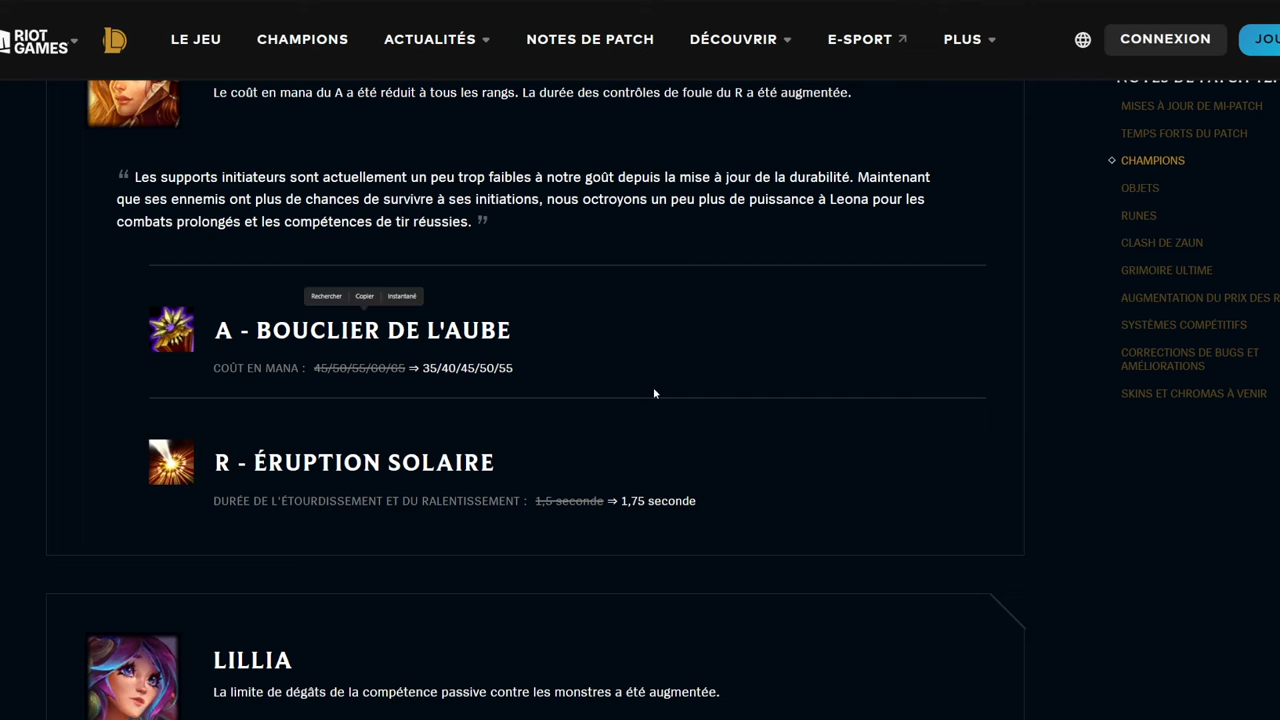 RIOT GAMES
LE JEU
CHAMPIONS
ACTUALITÉS
NOTES DE PATCH
DÉCOUVRIR
E-SPORT
PLUS
CONNEXION
Le coût en mana du A a été réduit à tous les rangs. La durée des contrôles de foule du R a été augmentée.
“ Les supports initiateurs sont actuellement un peu trop faibles à notre goût depuis la mise à jour de la durabilité. Maintenant
que ses ennemis ont plus de chances de survivre à ses initiations, nous octroyons un peu plus de puissance à Leona pour les
combats prolongés et les compétences de tir réussies. ”
Rechercher Copier Instantané
A - BOUCLIER DE L'AUBE
COÛT EN MANA : 45/50/55/60/65 ⇒ 35/40/45/50/55
R - ÉRUPTION SOLAIRE
DURÉE DE L'ÉTOURDISSEMENT ET DU RALENTISSEMENT : 1,5 seconde ⇒ 1,75 seconde
LILLIA
La limite de dégâts de la compétence passive contre les monstres a été augmentée.
NOTES DE PATCH
MISES À JOUR DE MI-PATCH
TEMPS FORTS DU PATCH
CHAMPIONS
OBJETS
RUNES
CLASH DE ZAUN
GRIMOIRE ULTIME
AUGMENTATION DU PRIX DES
SYSTÈMES COMPÉTITIFS
CORRECTIONS DE BUGS ET
AMÉLIORATIONS
SKINS ET CHROMAS À VENIR